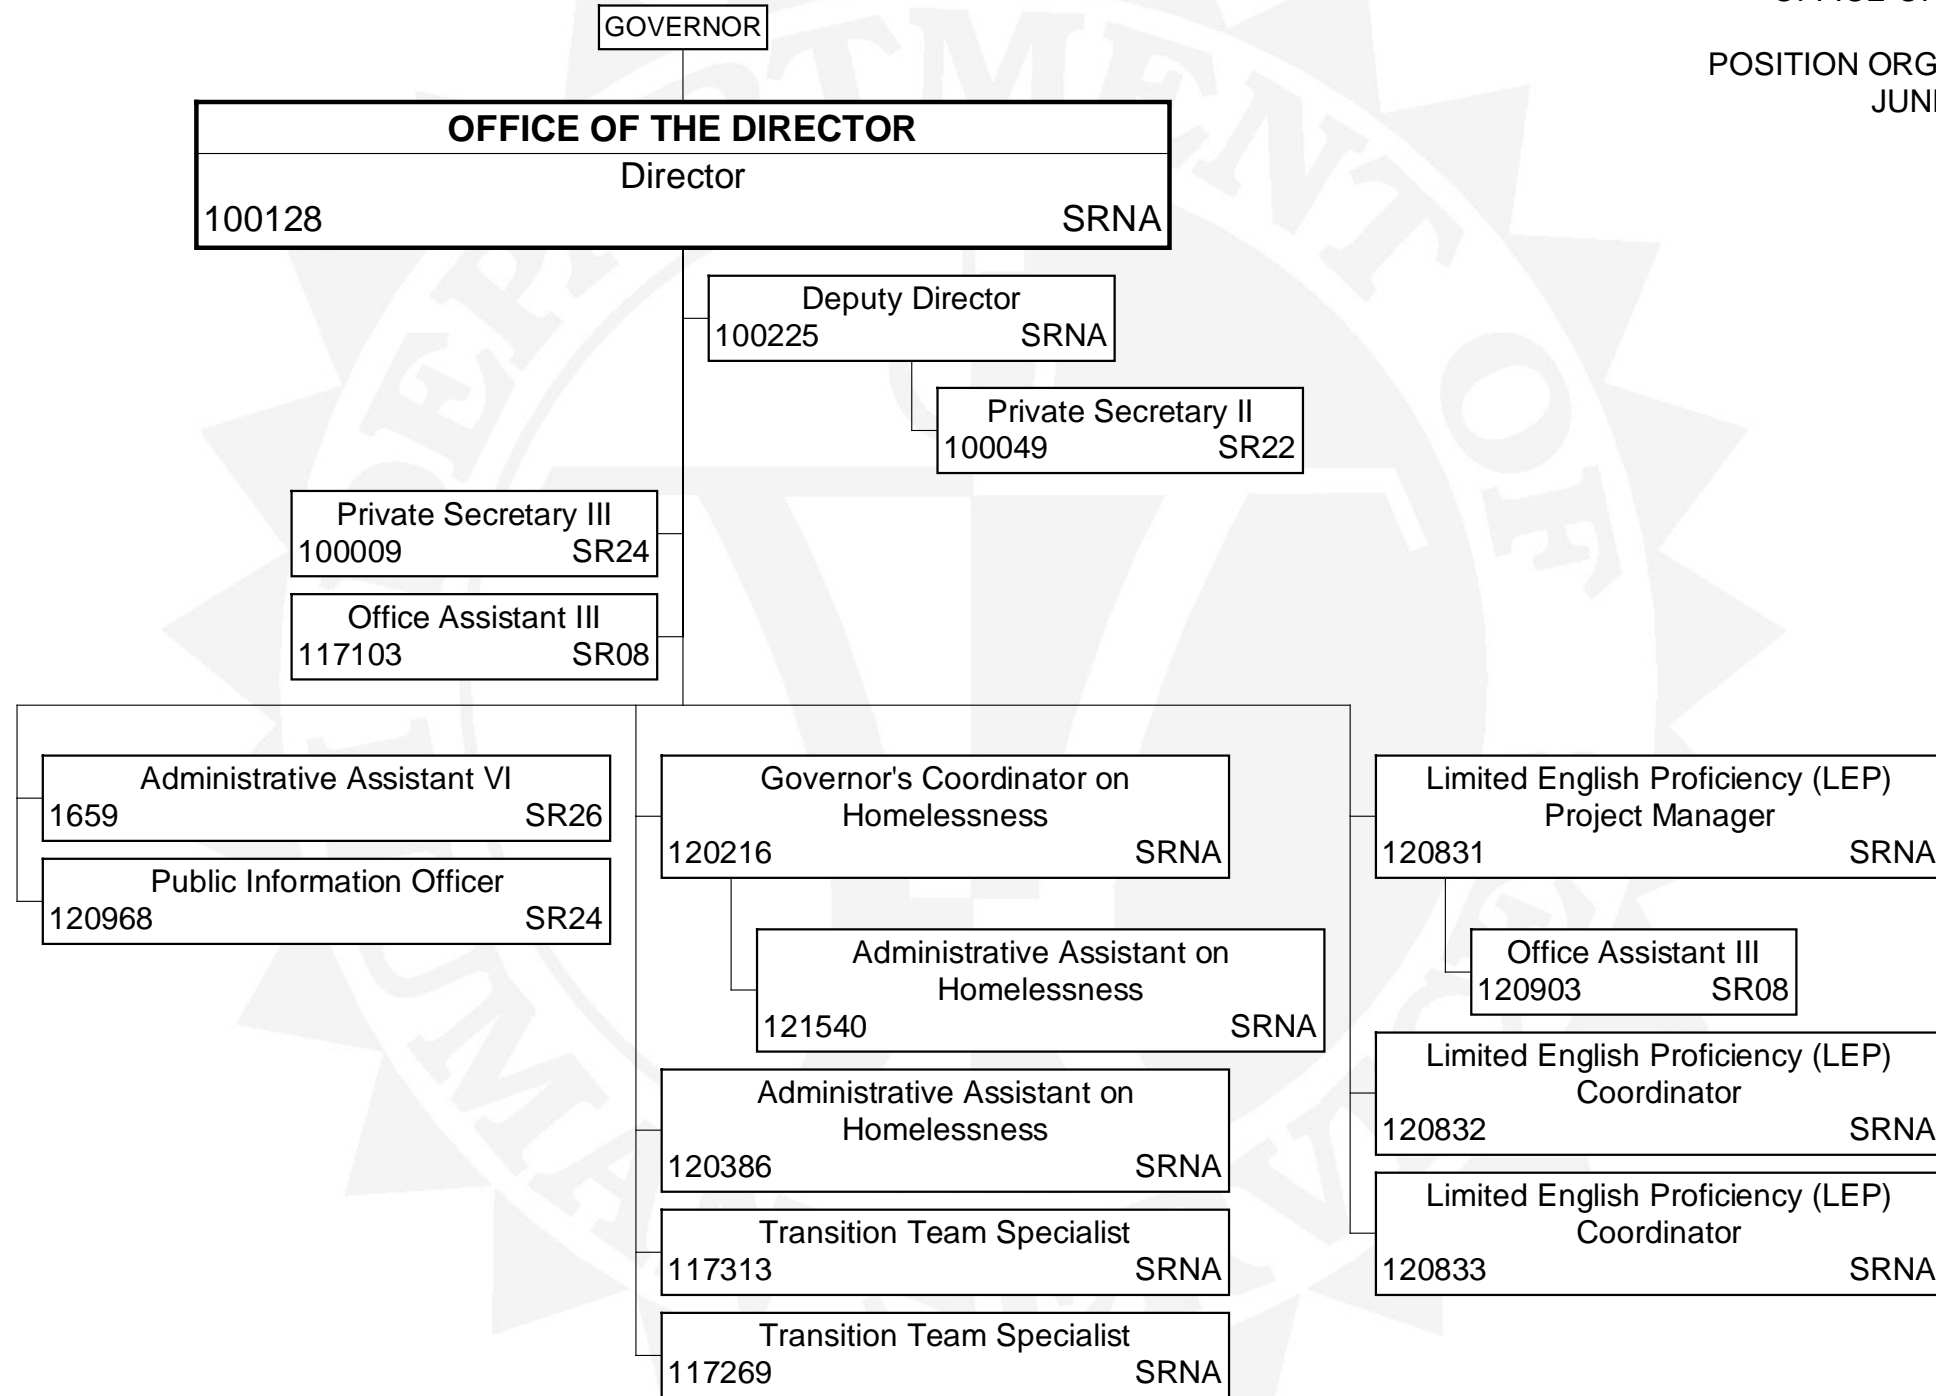 GOVERNOR
POSITION ORG
OFFICE OF THE DIRECTOR
Director
100128 SRNA
Deputy Director
100225 SRNA
Private Secretary II
100049 SR22
Private Secretary III
100009 SR24
Office Assistant III
117103 SR08
Administrative Assistant VI
1659 SR26
Public Information Officer
120968 SR24
Governor's Coordinator on
Homelessness
120216 SRNA
Administrative Assistant on
Homelessness
121540 SRNA
Administrative Assistant on
Homelessness
120386 SRNA
Transition Team Specialist
117313 SRNA
Transition Team Specialist
117269 SRNA
Limited English Proficiency (LEP)
Project Manager
120831 SRNA
Office Assistant III
120903 SR08
Limited English Proficiency (LEP)
Coordinator
120832 SRNA
Limited English Proficiency (LEP)
Coordinator
120833 SRNA
DEPARTMENT OF